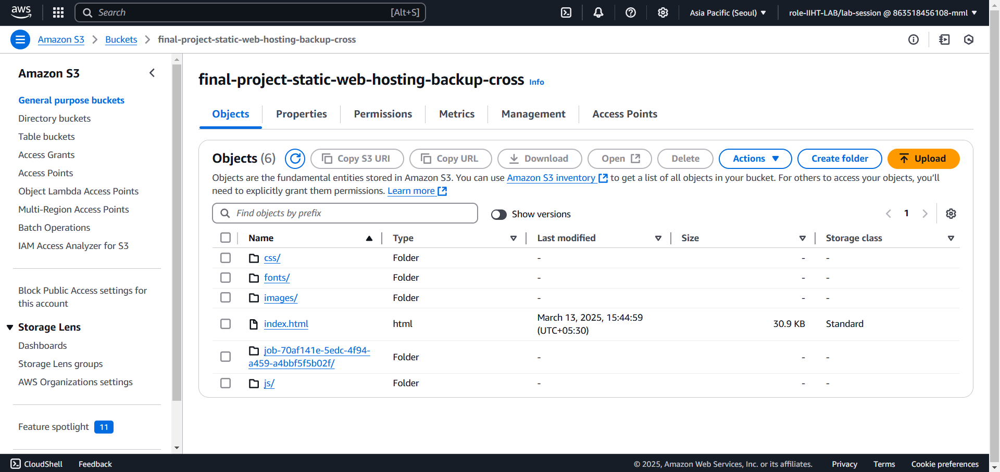 aws
Search
[Alt+S]
Asia Pacific (Seoul)
role-IIHT-LAB/lab-session @ 863518456108-mml
Amazon S3
Buckets
final-project-static-web-hosting-backup-cross
Amazon S3
General purpose buckets
Directory buckets
Table buckets
Access Grants
Access Points
Object Lambda Access Points
Multi-Region Access Points
Batch Operations
IAM Access Analyzer for S3
Block Public Access settings for
this account
Storage Lens
Dashboards
Storage Lens groups
AWS Organizations settings
Feature spotlight 11
final-project-static-web-hosting-backup-cross Info
Objects
Properties
Permissions
Metrics
Management
Access Points
Objects (6)
Copy S3 URI
Copy URL
Download
Open
Delete
Actions
Create folder
Upload
Objects are the fundamental entities stored in Amazon S3. You can use Amazon S3 inventory to get a list of all objects in your bucket. For others to access your objects, you'll
need to explicitly grant them permissions. Learn more
Find objects by prefix
Show versions
1
Name Type Last modified Size Storage class
css/ Folder - - -
fonts/ Folder - - -
images/ Folder - - -
index.html html March 13, 2025, 15:44:59 30.9 KB Standard
(UTC+05:30)
job-70af141e-5edc-4f94- Folder - - -
a459-a4bbf5f5b02f/
js/ Folder - - -
CloudShell
Feedback
© 2025, Amazon Web Services, Inc. or its affiliates.
Privacy
Terms
Cookie preferences